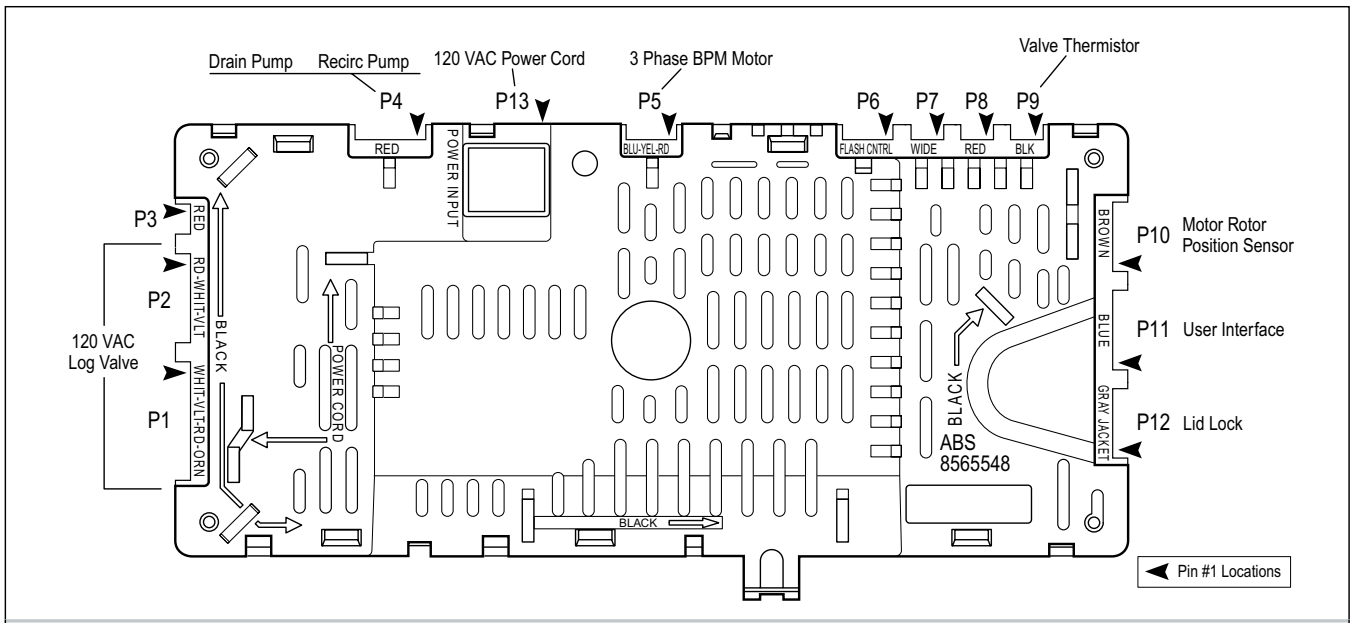 Valve Thermistor
Drain Pump Recirc Pump
120 VAC Power Cord
3 Phase BPM Motor
P4
P13
P5
P6
P7
P8
P9
RED
POWER INPUT
BLU-YEL-RD
FLASH CNTRL
WIDE
RED
BLK
P3
RED
P2
RD-WHIT-VLT
120 VAC
Log Valve
P1
WHIT-VLT-RD-ORN
BLACK
POWER CORD
BLACK
BLACK
ABS
8565548
BROWN
P10
Motor Rotor
Position Sensor
BLUE
P11
User Interface
GRAY JACKET
P12
Lid Lock
Pin #1 Locations